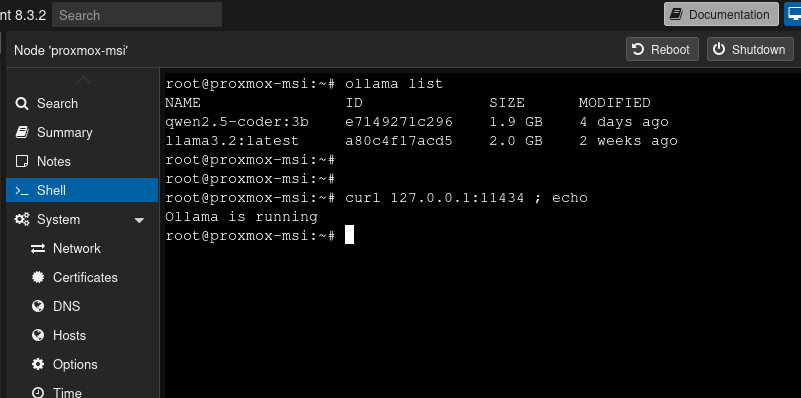 nt 8.3.2 Search Documentation
Node 'proxmox-msi' Reboot Shutdown
Search
Summary
Notes
Shell
System
Network
Certificates
DNS
Hosts
Options
Time
root@proxmox-msi:~# ollama list
NAME ID SIZE MODIFIED
qwen2.5-coder:3b e7149271c296 1.9 GB 4 days ago
llama3.2:latest a80c4f17acd5 2.0 GB 2 weeks ago
root@proxmox-msi:~#
root@proxmox-msi:~#
root@proxmox-msi:~# curl 127.0.0.1:11434 ; echo
Ollama is running
root@proxmox-msi:~#